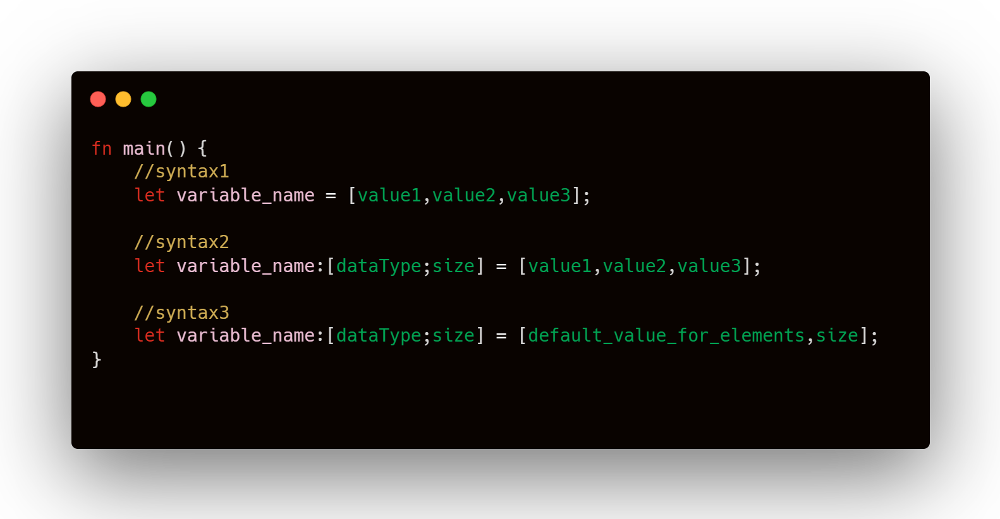 fn main() {
    //syntax1
    let variable_name = [value1,value2,value3];
    //syntax2
    let variable_name:[dataType;size] = [value1,value2,value3];
    //syntax3
    let variable_name:[dataType;size] = [default_value_for_elements,size];
}